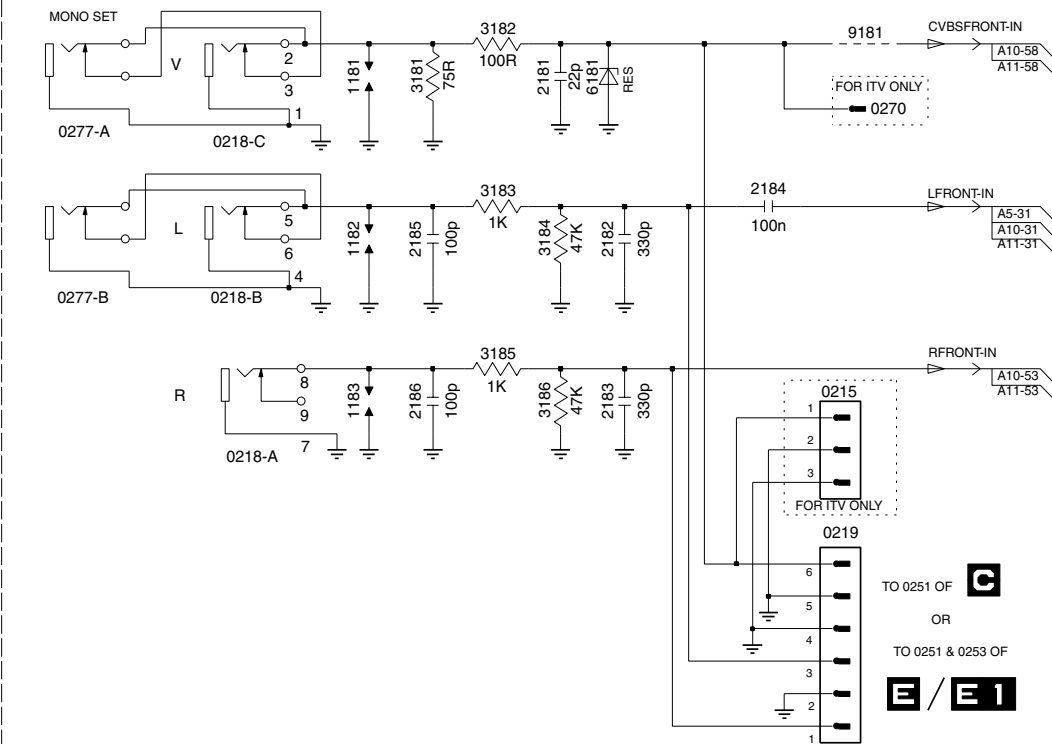 MONO SET
3182
9181
CVBSFRONT-IN
V
2
100R
1181
3181
75R
2181
22p
6181
RES
A10-58
A11-58
3
FOR ITV ONLY
0270
1
0277-A
0218-C
3183
2184
LFRONT-IN
L
5
1K
100n
1182
2185
100p
3184
47K
2182
330p
A5-31
A10-31
A11-31
6
4
0277-B
0218-B
3185
RFRONT-IN
R
8
1K
1183
2186
100p
3186
47K
2183
330p
A10-53
A11-53
9
0215
1
7
0218-A
2
3
FOR ITV ONLY
0219
6
TO 0251 OF C
5
OR
4
TO 0251 & 0253 OF
3
E / E 1
2
1